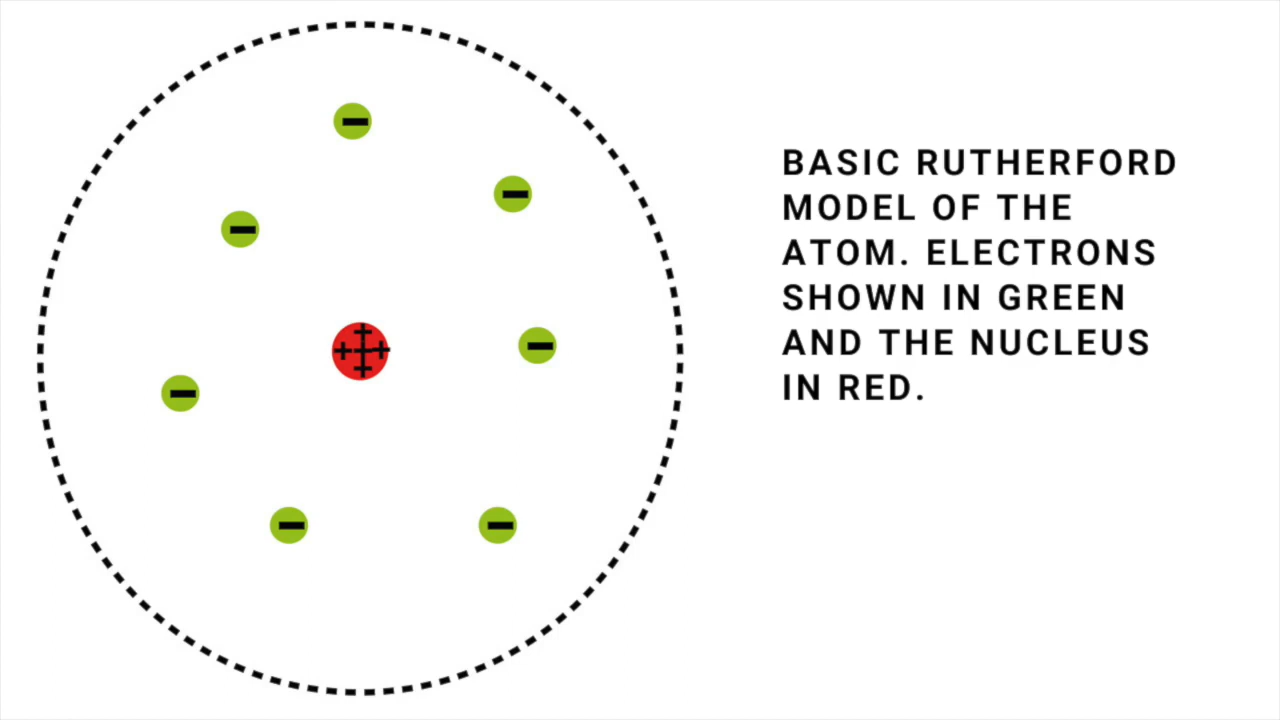 BASIC RUTHERFORD
MODEL OF THE
ATOM. ELECTRONS
SHOWN IN GREEN
AND THE NUCLEUS
IN RED.